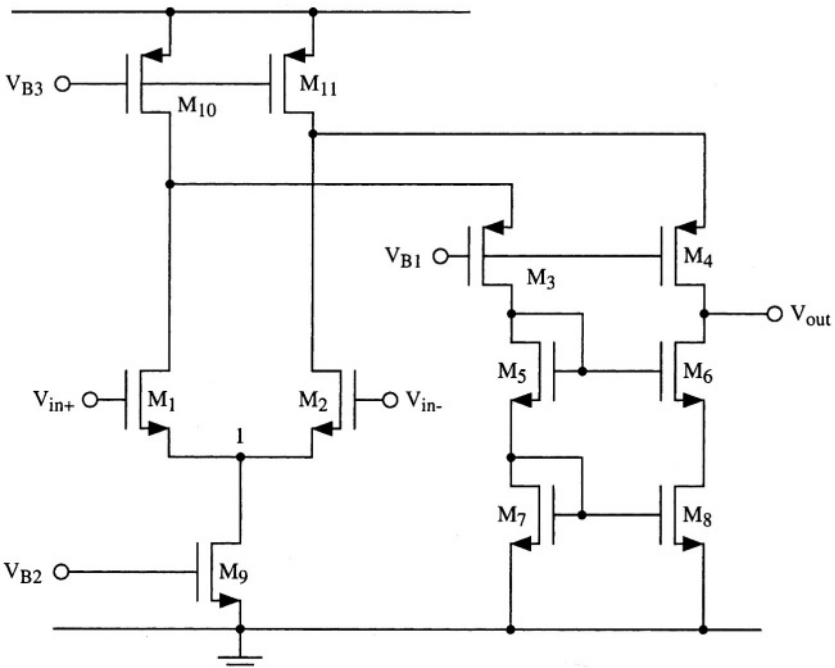 V_B3
M_10
M_11
V_B1
M_3
M_4
V_out
V_in+
M_1
M_2
V_in-
M_5
M_6
1
M_7
M_8
V_B2
M_9